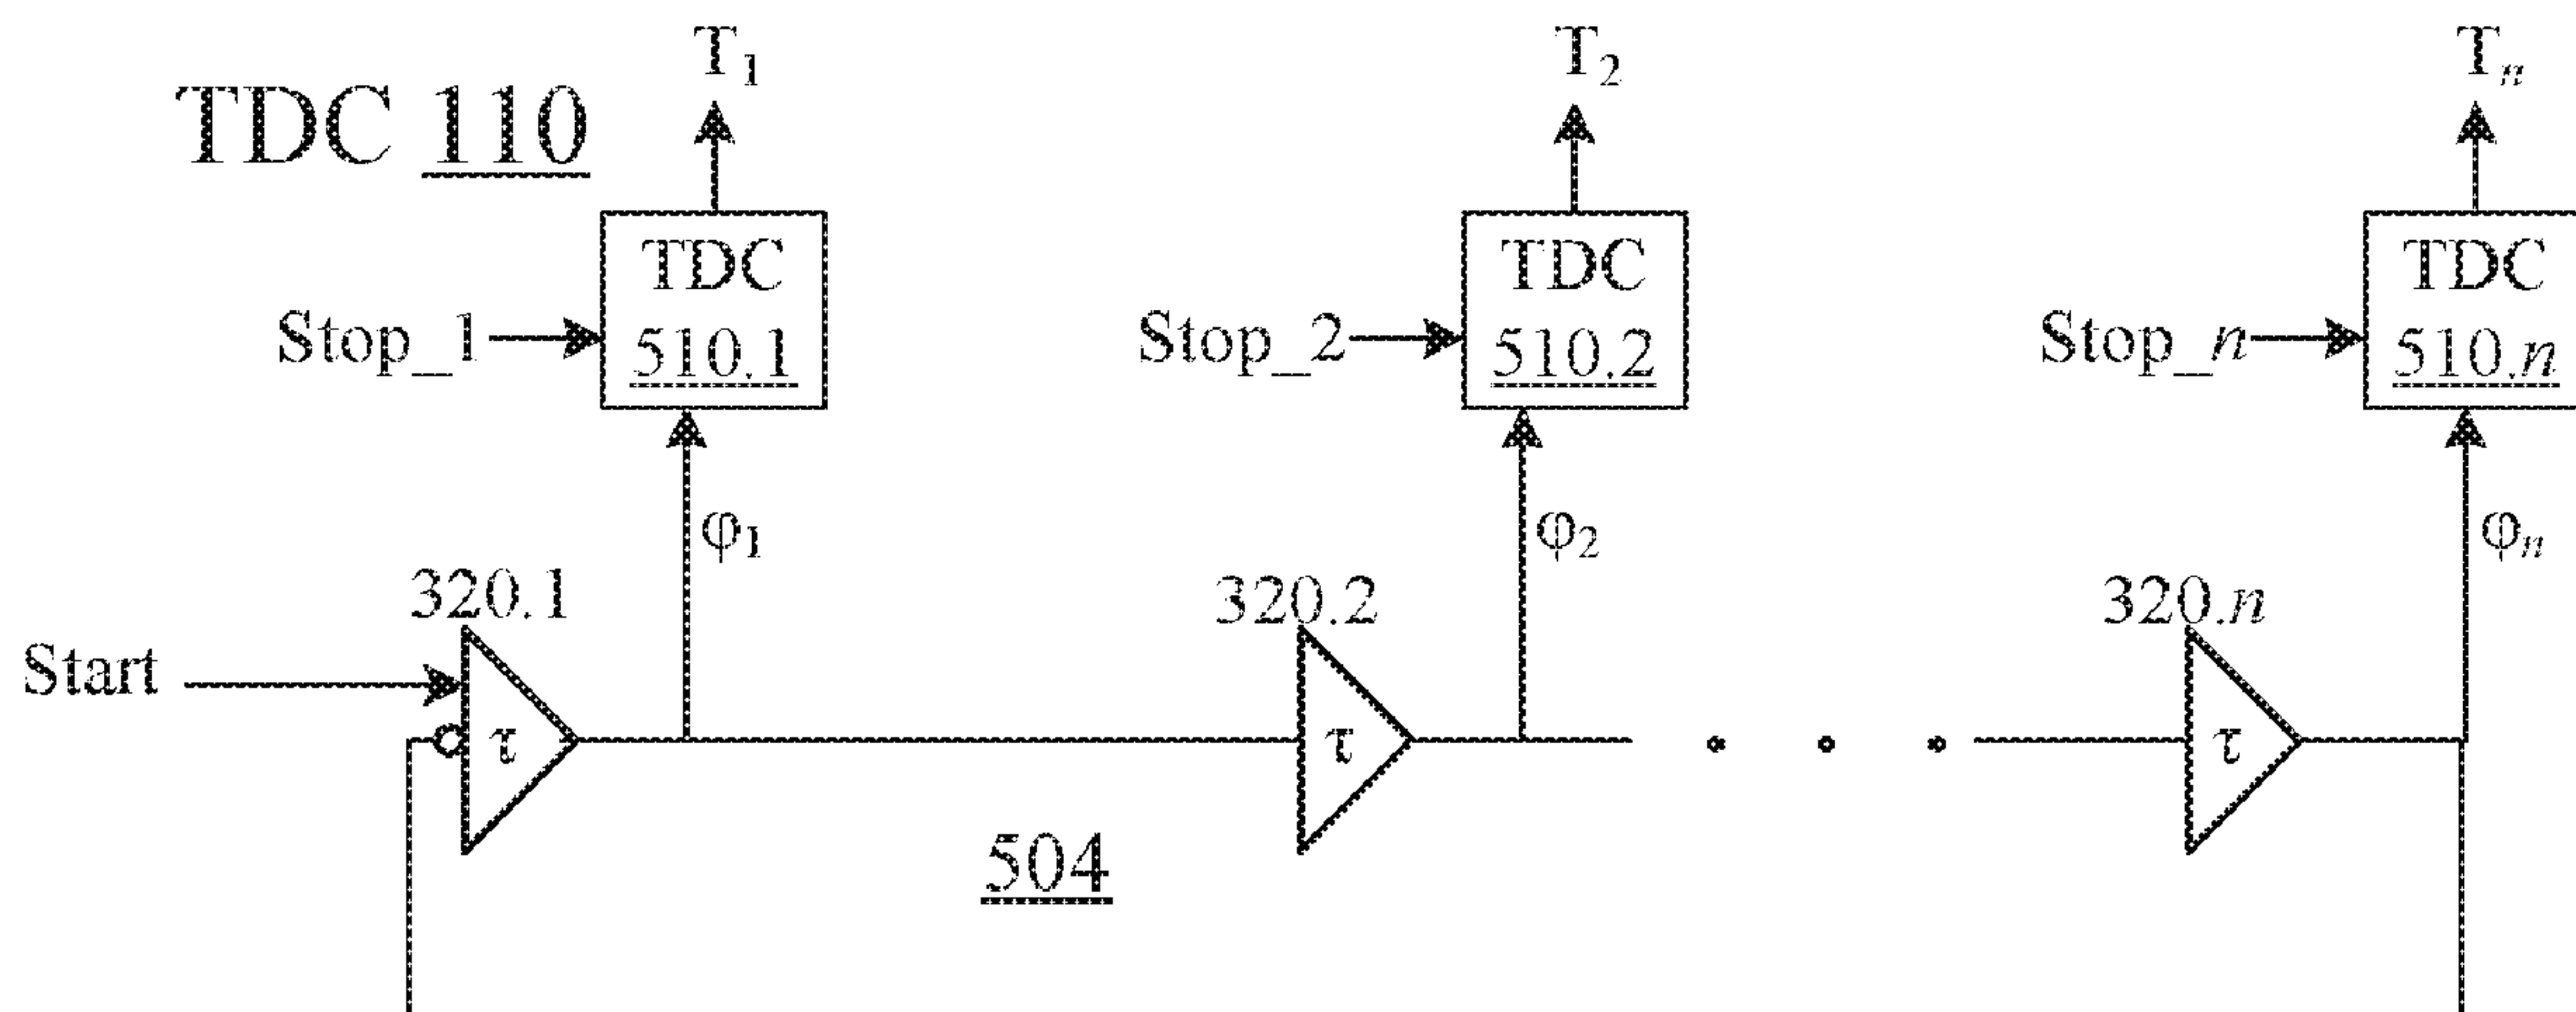 T₁
T₂
Tₙ
TDC 110
TDC
510.1
TDC
510.2
TDC
510.n
Stop_1
Stop_2
Stop_n
φ₁
φ₂
φₙ
320.1
320.2
320.n
Start
τ
τ
τ
504